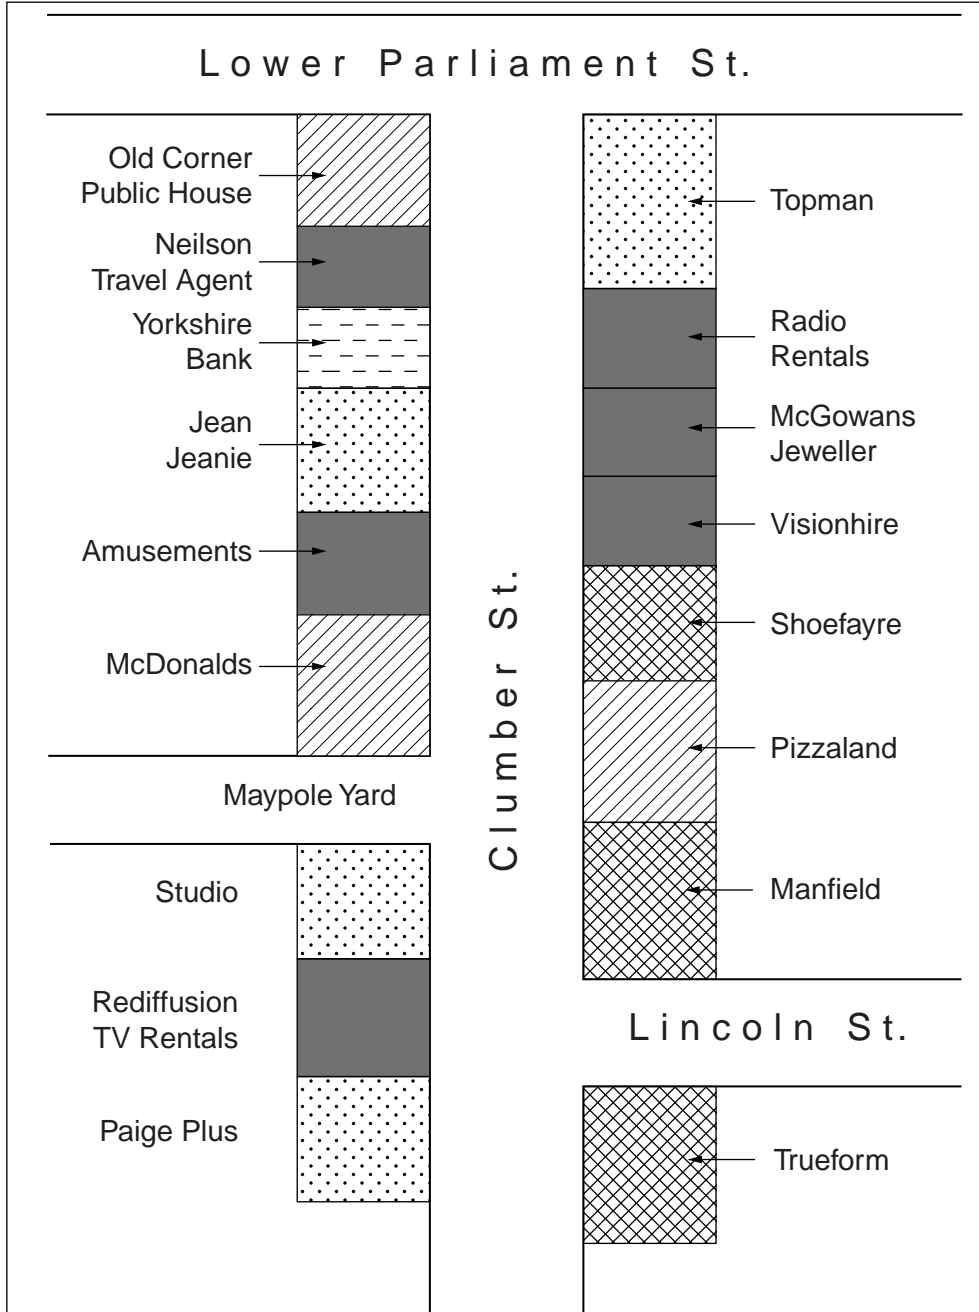 Lower Parliament St.
Old Corner
Public House
Neilson
Travel Agent
Yorkshire
Bank
Jean
Jeanie
Amusements
McDonalds
Maypole Yard
Studio
Rediffusion
TV Rentals
Paige Plus
Clumber St.
Topman
Radio
Rentals
McGowans
Jeweller
Visionhire
Shoefayre
Pizzaland
Manfield
Lincoln St.
Trueform